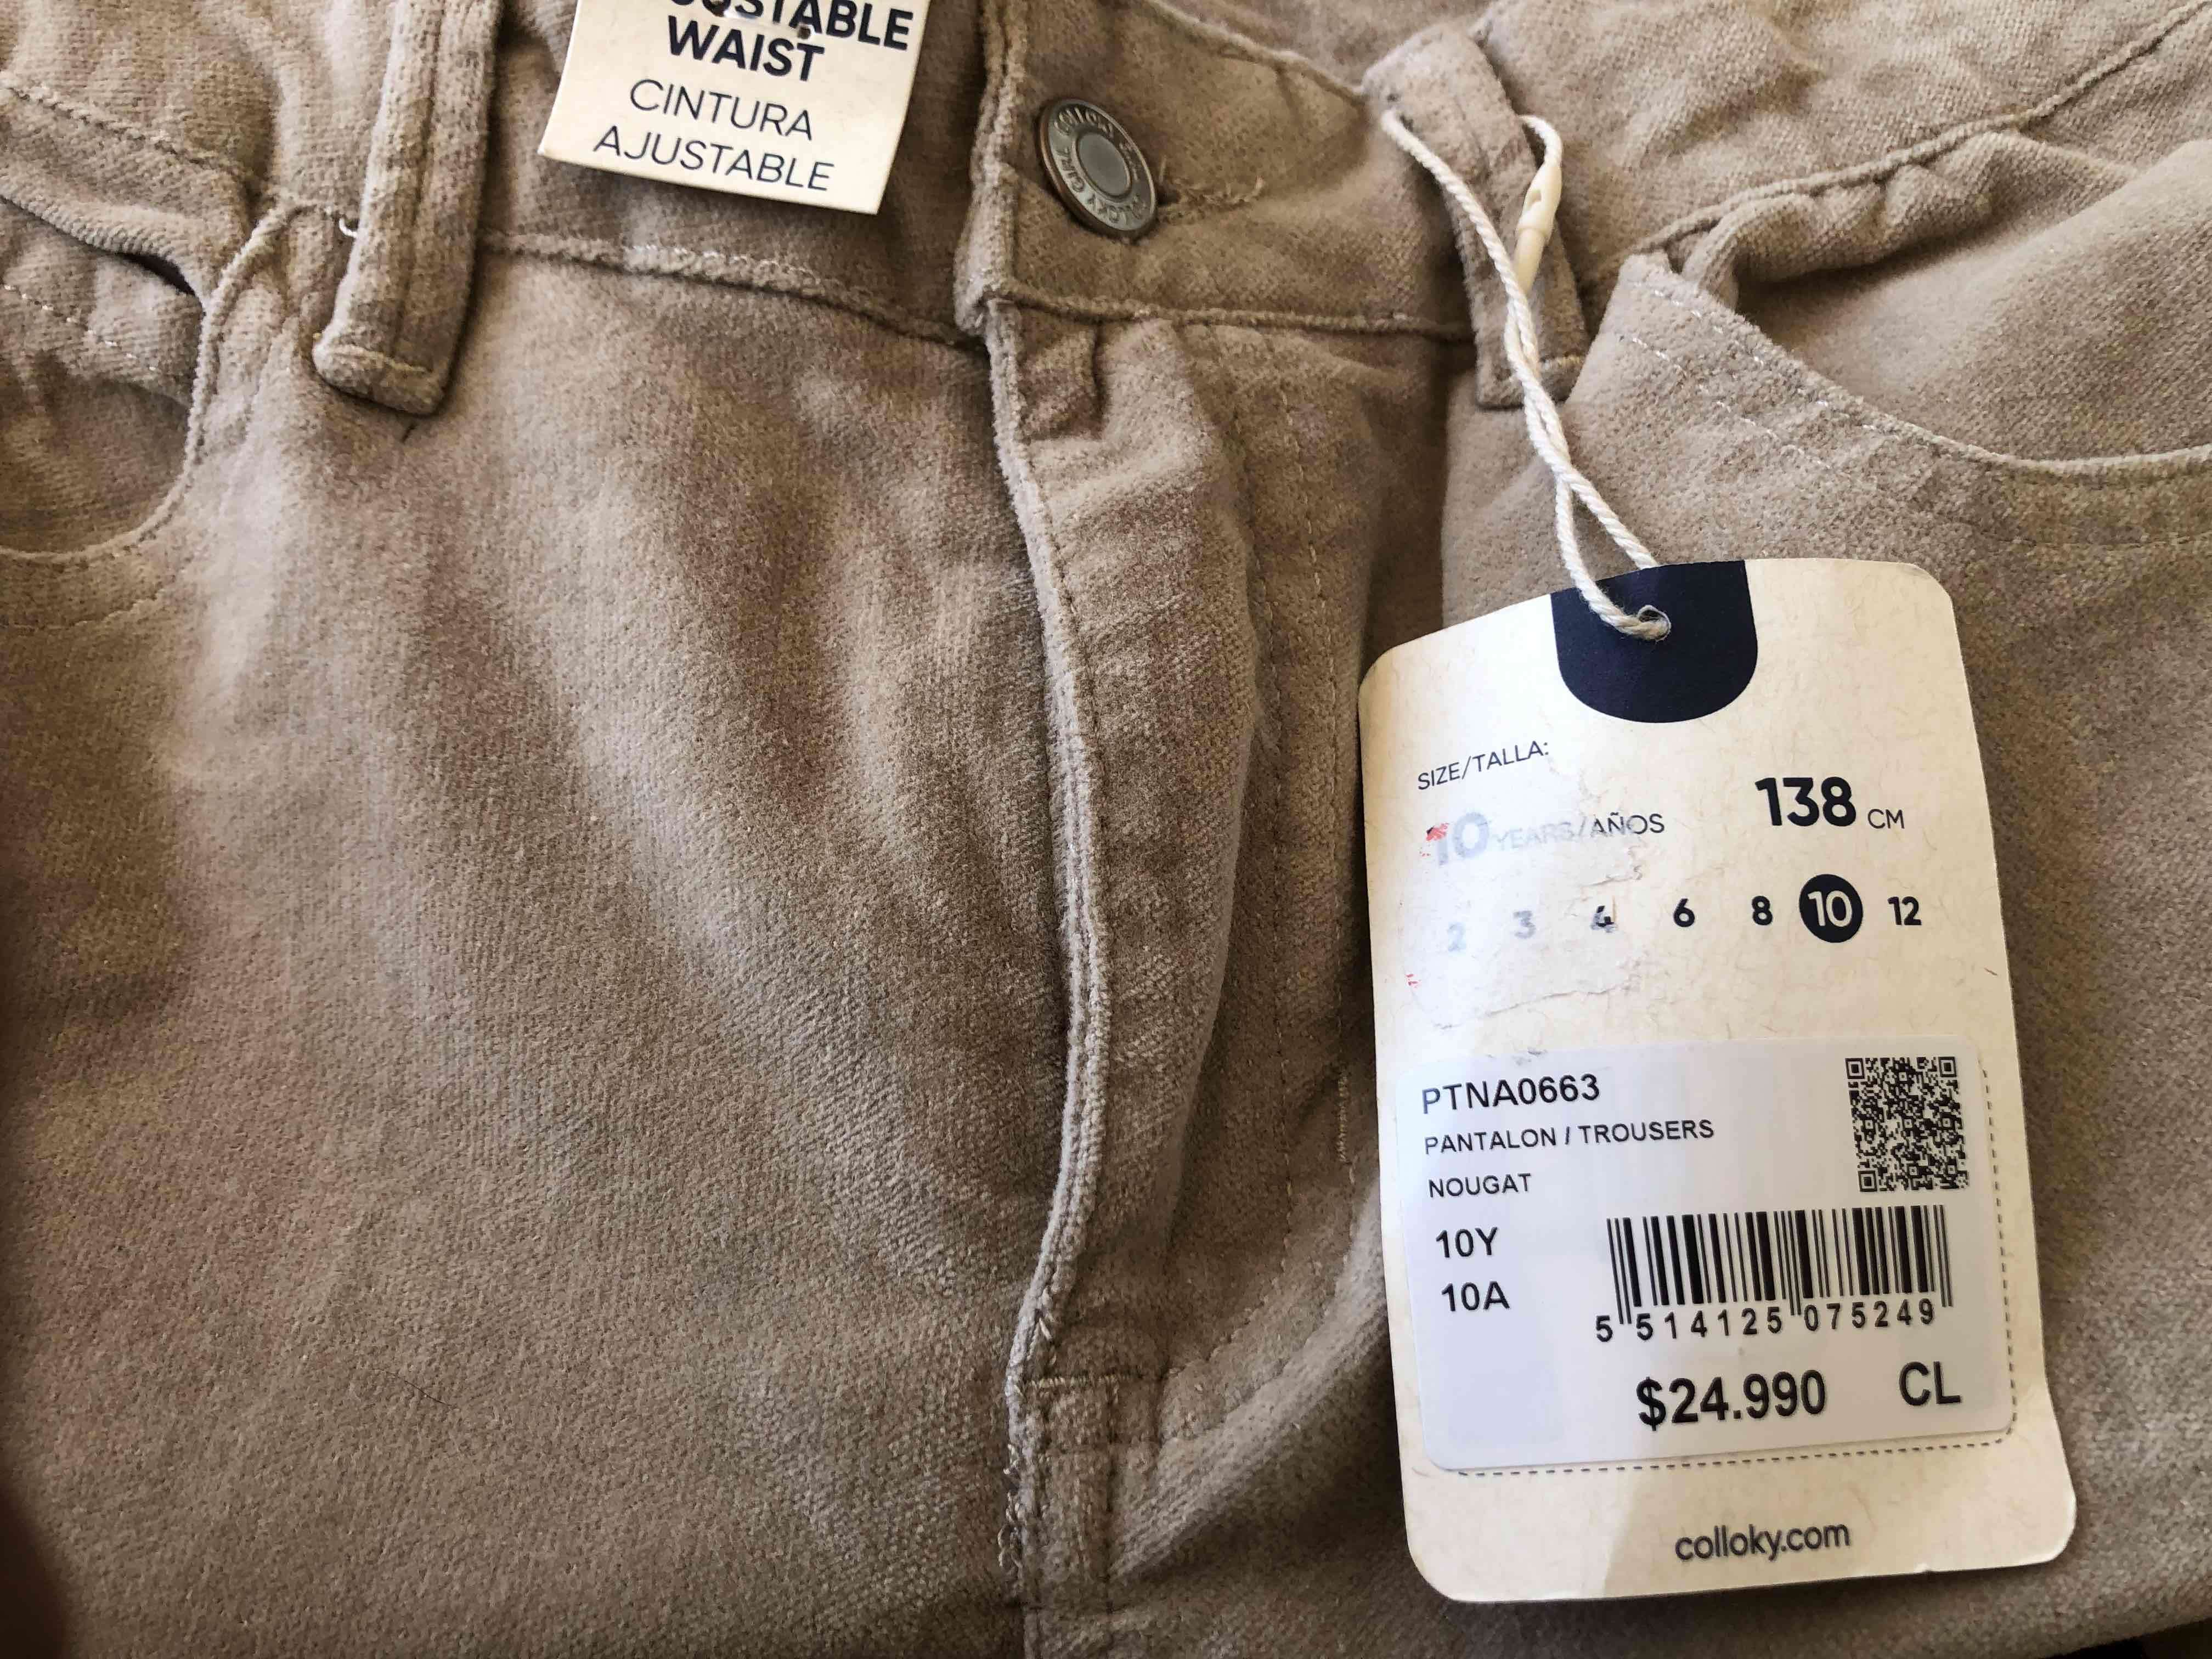 WAIST
CINTURA
AJUSTABLE
SIZE/TALLA:
10 YEARS/AÑOS 138 CM
2 3 4 6 8 10 12
PTNA0663
PANTALON / TROUSERS
NOUGAT
10Y
10A
5 514125 075249
$24.990 CL
colloky.com